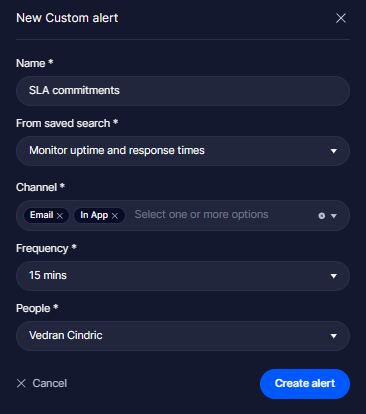 New Custom alert
Name *
SLA commitments
From saved search *
Monitor uptime and response times
Channel *
Email In App Select one or more options
Frequency *
15 mins
People *
Vedran Cindric
Cancel Create alert